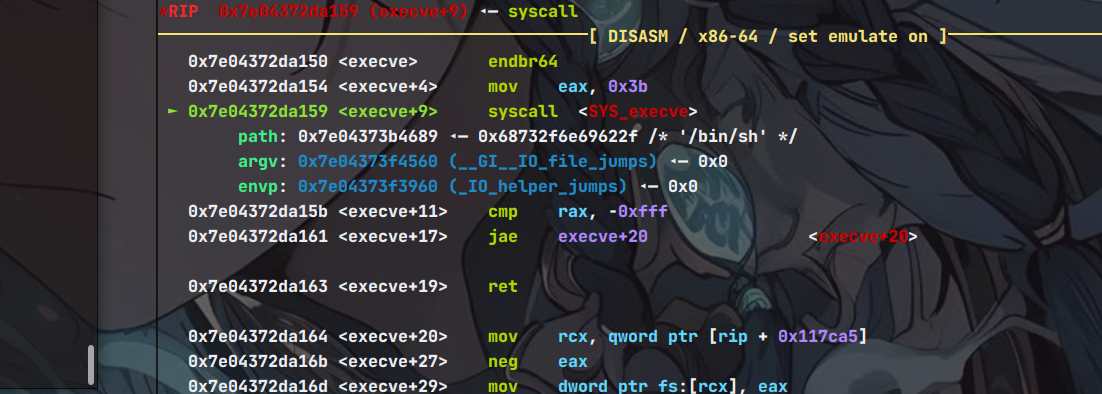 *RIP  0x7e04372da159 (execve+9) ◂— syscall
[ DISASM / x86-64 / set emulate on ]
0x7e04372da150 <execve>       endbr64
0x7e04372da154 <execve+4>     mov    eax, 0x3b
► 0x7e04372da159 <execve+9>     syscall  <SYS_execve>
path: 0x7e04373b4689 ◂— 0x68732f6e69622f /* '/bin/sh' */
argv: 0x7e04373f4560 (__GI__IO_file_jumps) ◂— 0x0
envp: 0x7e04373f3960 (_IO_helper_jumps) ◂— 0x0
0x7e04372da15b <execve+11>    cmp    rax, -0xfff
0x7e04372da161 <execve+17>    jae    execve+20                <execve+20>
0x7e04372da163 <execve+19>    ret
0x7e04372da164 <execve+20>    mov    rcx, qword ptr [rip + 0x117ca5]
0x7e04372da16b <execve+27>    neg    eax
0x7e04372da16d <execve+29>    mov    dword ptr fs:[rcx], eax